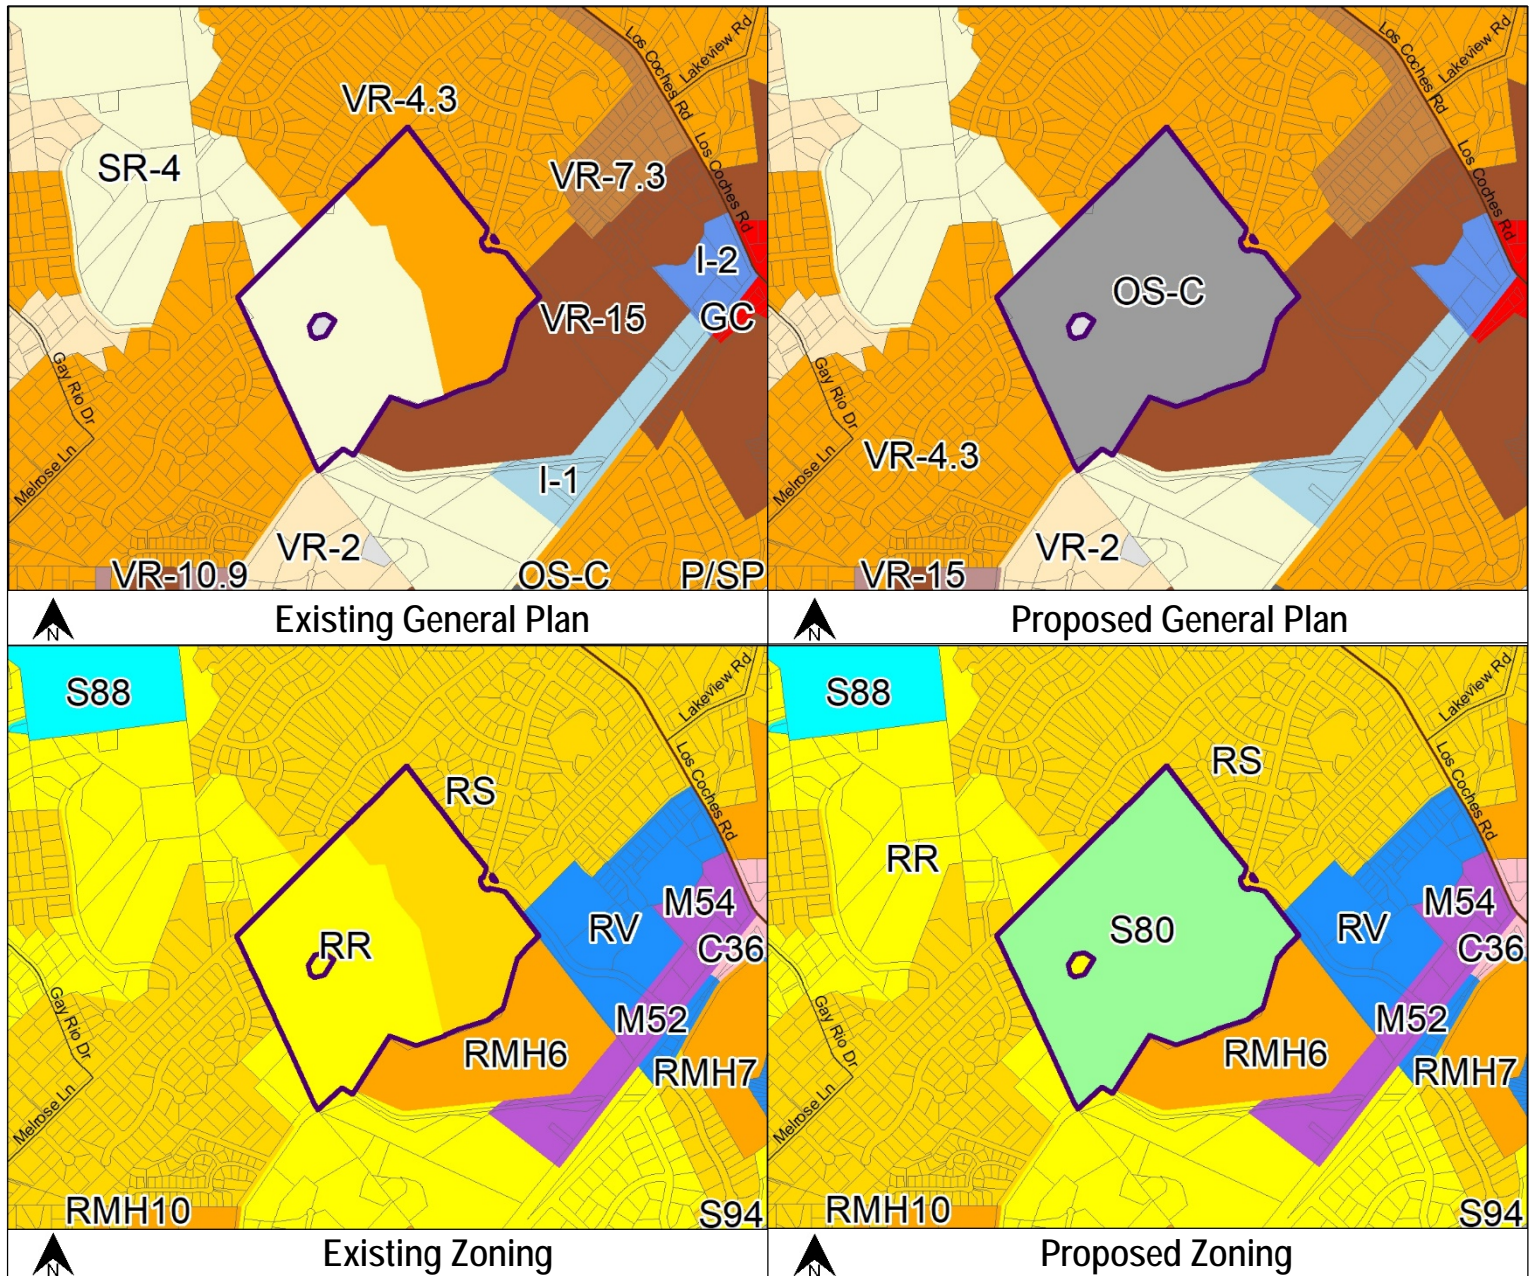 Los Coches Rd
Lakeview Rd
VR-4.3
Los Coches Rd
SR-4
VR-7.3
I-2
VR-15
GC
Gay Rio Dr
Melrose Ln
I-1
VR-2
VR-10.9
OS-C
P/SP
N
Existing General Plan
Los Coches Rd
Lakeview Rd
Los Coches Rd
OS-C
Gay Rio Dr
VR-4.3
Melrose Ln
VR-2
VR-15
N
Proposed General Plan
S88
Lakeview Rd
Los Coches Rd
RS
M54
RV
RR
C36
Gay Rio Dr
M52
RMH6
RMH7
Melrose Ln
RMH10
S94
N
Existing Zoning
S88
Lakeview Rd
RS
Los Coches Rd
RR
M54
S80
RV
C36
Gay Rio Dr
M52
RMH6
RMH7
Melrose Ln
RMH10
S94
N
Proposed Zoning